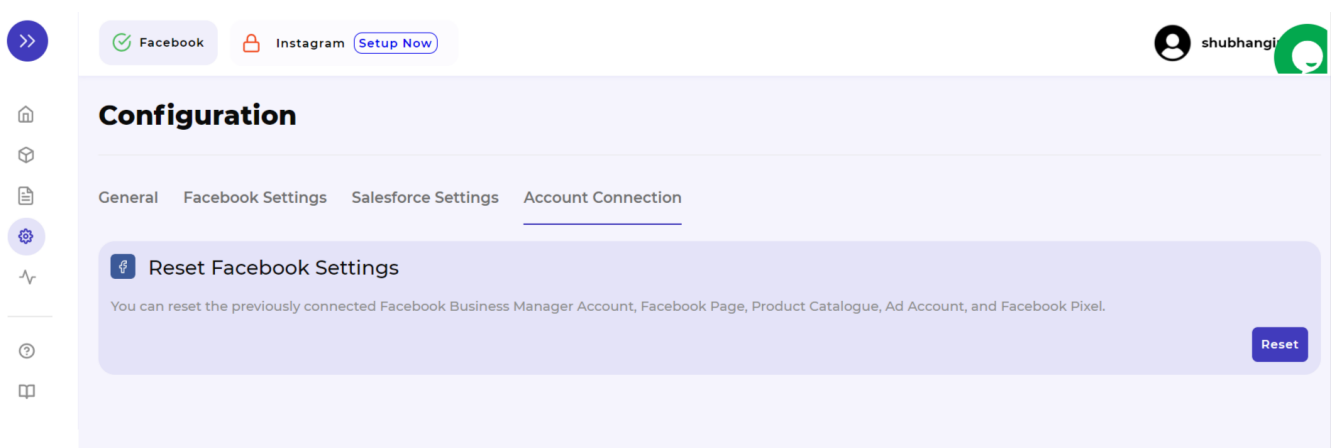 Facebook
Instagram Setup Now
shubhangi
Configuration
General Facebook Settings Salesforce Settings Account Connection
Reset Facebook Settings
You can reset the previously connected Facebook Business Manager Account, Facebook Page, Product Catalogue, Ad Account, and Facebook Pixel.
Reset